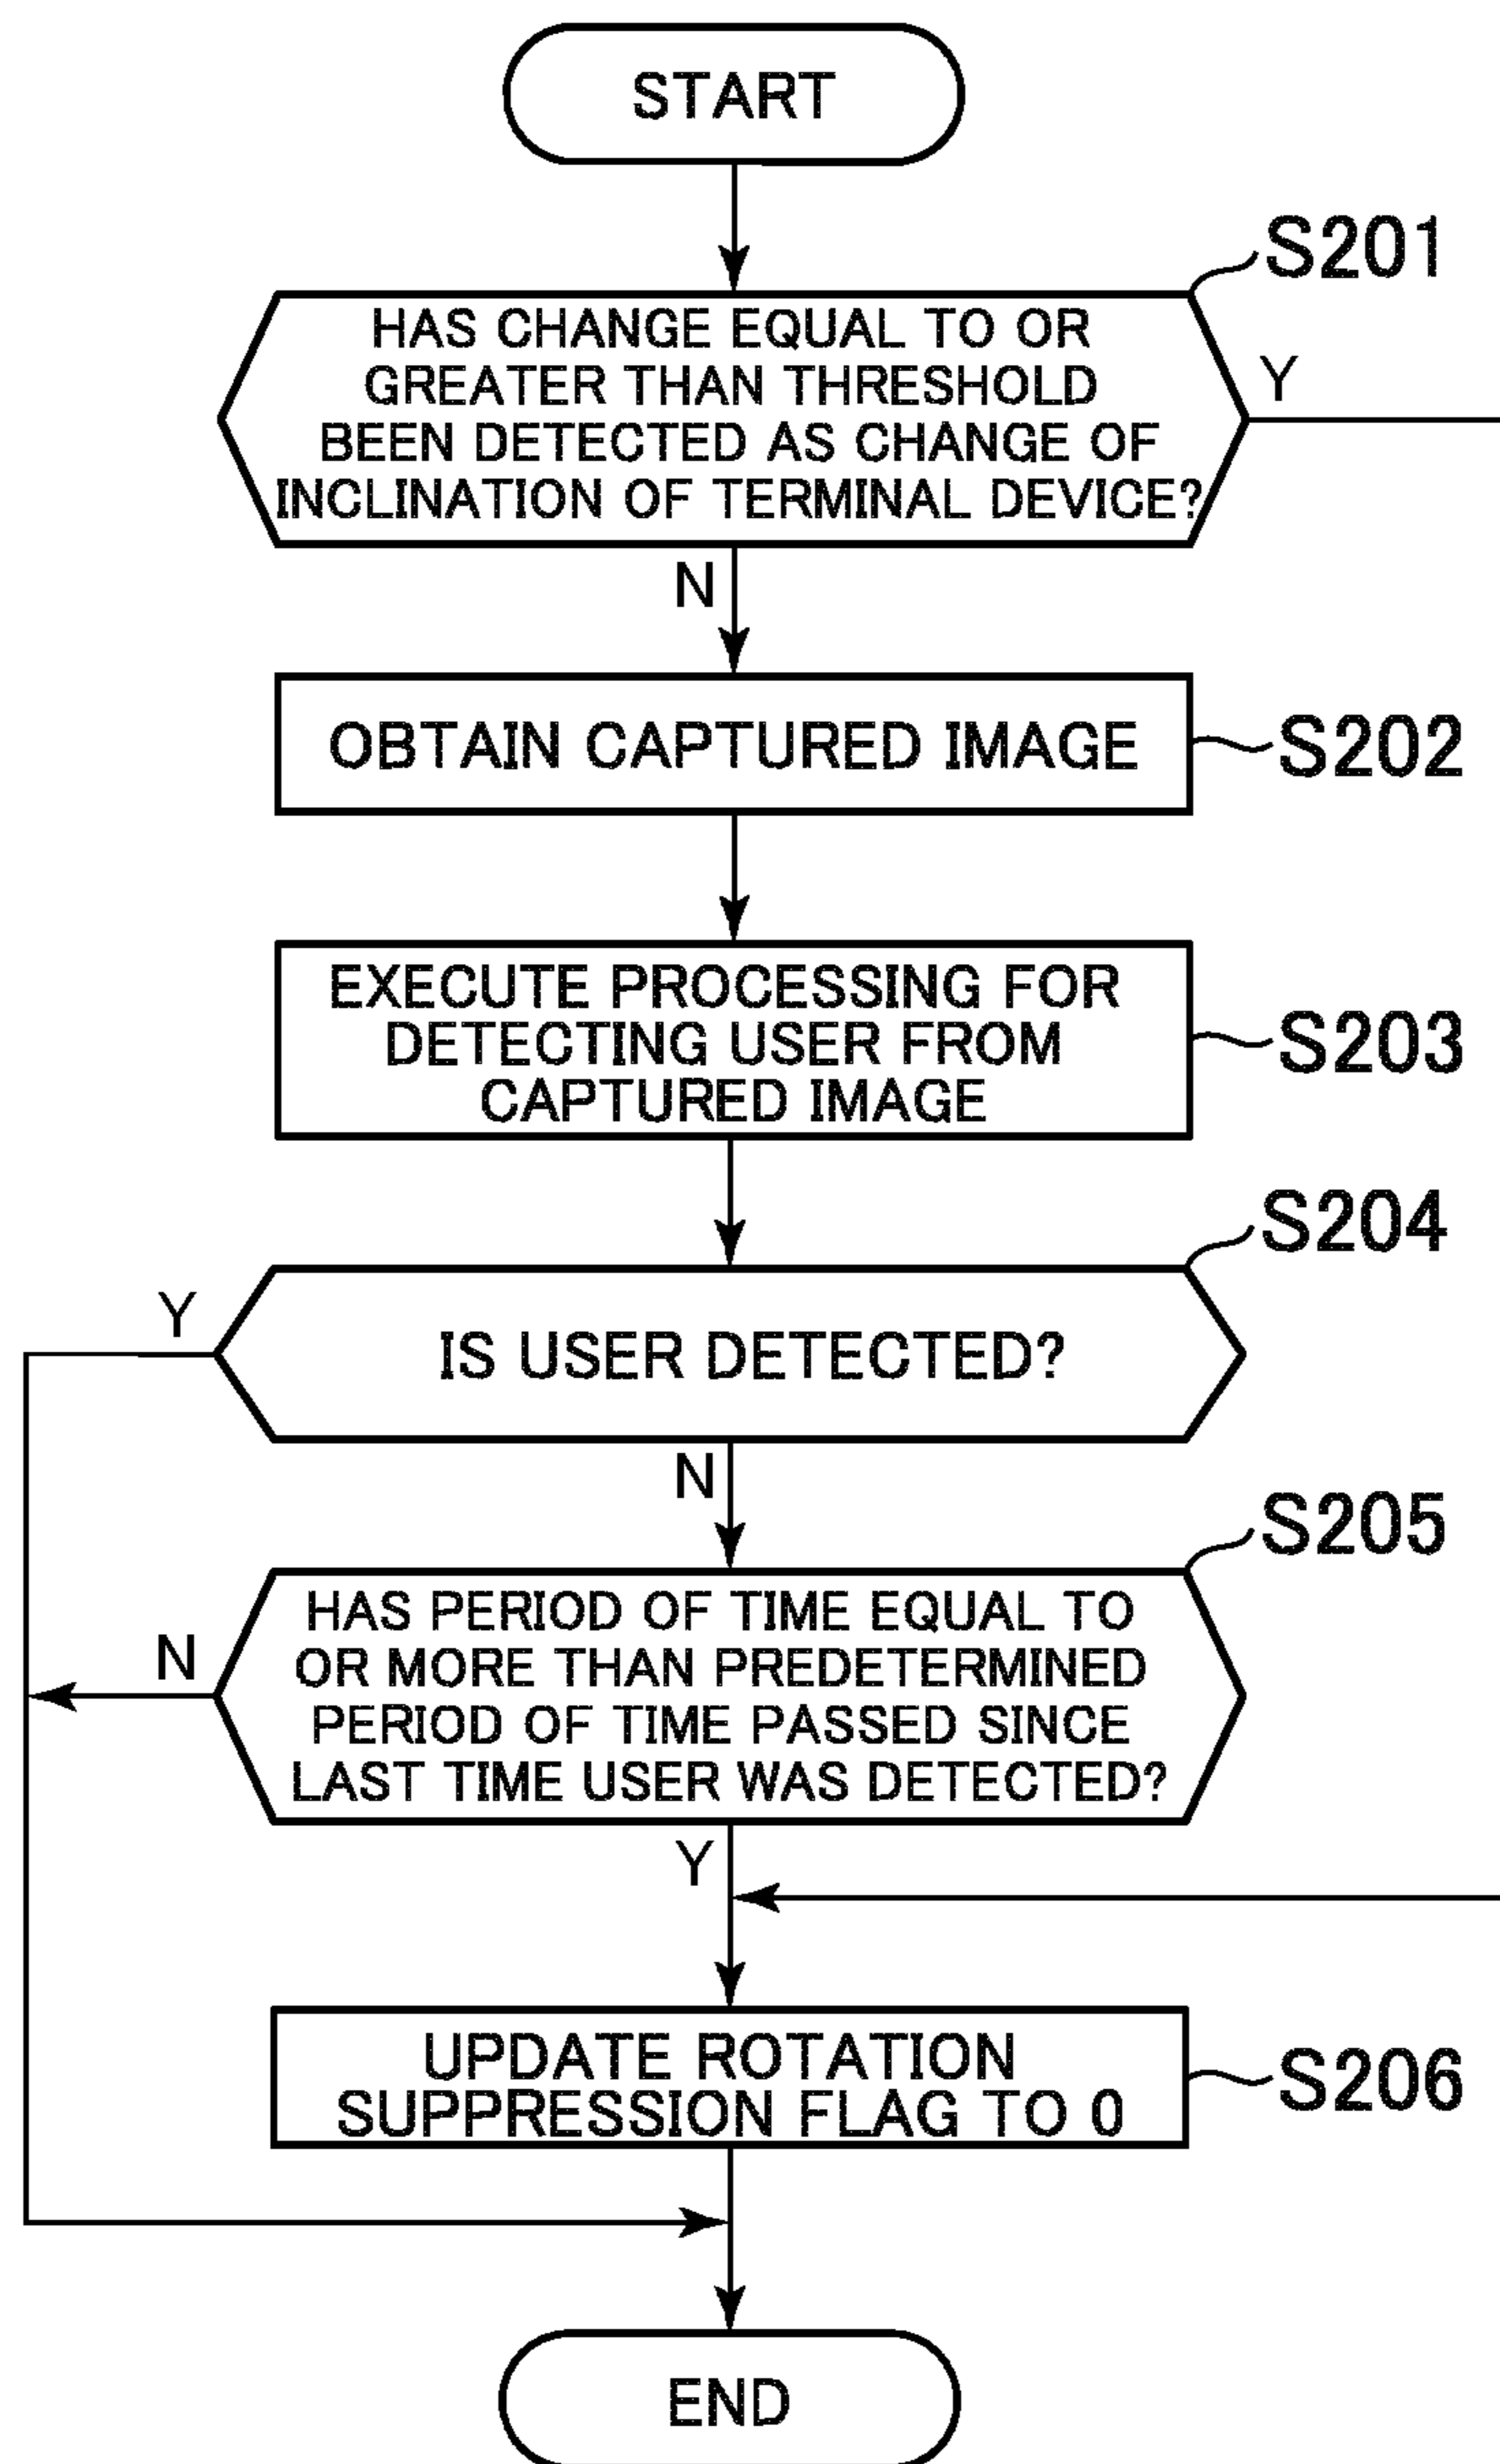 START
S201
HAS CHANGE EQUAL TO OR
GREATER THAN THRESHOLD
BEEN DETECTED AS CHANGE OF
INCLINATION OF TERMINAL DEVICE?
Y
N
OBTAIN CAPTURED IMAGE
S202
EXECUTE PROCESSING FOR
DETECTING USER FROM
CAPTURED IMAGE
S203
S204
Y
IS USER DETECTED?
N
S205
HAS PERIOD OF TIME EQUAL TO
OR MORE THAN PREDETERMINED
PERIOD OF TIME PASSED SINCE
LAST TIME USER WAS DETECTED?
N
Y
UPDATE ROTATION
SUPPRESSION FLAG TO 0
S206
END